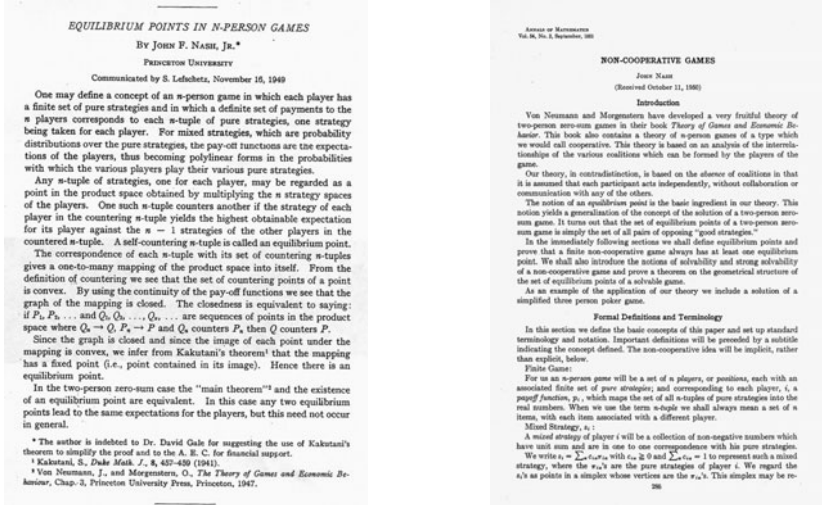 EQUILIBRIUM POINTS IN N-PERSON GAMES
BY JOHN F. NASH, JR.*
PRINCETON UNIVERSITY
Communicated by S. Lefschetz, November 16, 1949
One may define a concept of an n-person game in which each player has
a finite set of pure strategies and in which a definite set of payments to the
n players corresponds to each n-tuple of pure strategies, one strategy
being taken for each player. For mixed strategies, which are probability
distributions over the pure strategies, the pay-off functions are the expecta-
tions of the players, thus becoming polylinear forms in the probabilities
with which the various players play their various pure strategies.
Any n-tuple of strategies, one for each player, may be regarded as a
point in the product space obtained by multiplying the n strategy spaces
of the players. One such n-tuple counters another if the strategy of each
player in the countering n-tuple yields the highest obtainable expectation
for its player against the n − 1 strategies of the other players in the
countered n-tuple. A self-countering n-tuple is called an equilibrium point.
The correspondence of each n-tuple with its set of countering n-tuples
gives a one-to-many mapping of the product space into itself. From the
definition of countering we see that the set of countering points of a point
is convex. By using the continuity of the pay-off functions we see that the
graph of the mapping is closed. The closedness is equivalent to saying:
if P₁, P₂, ... and Q₁, Q₂, ..., Qₙ, ... are sequences of points in the product
space where Qₙ → Q, Pₙ → P and Qₙ counters Pₙ then Q counters P.
Since the graph is closed and since the image of each point under the
mapping is convex, we infer from Kakutani's theorem¹ that the mapping
has a fixed point (i.e., point contained in its image). Hence there is an
equilibrium point.
In the two-person zero-sum case the "main theorem"² and the existence
of an equilibrium point are equivalent. In this case any two equilibrium
points lead to the same expectations for the players, but this need not occur
in general.
* The author is indebted to Dr. David Gale for suggesting the use of Kakutani's
theorem to simplify the proof and to the A. E. C. for financial support.
¹ Kakutani, S., Duke Math. J., 8, 457–459 (1941).
² Von Neumann, J., and Morgenstern, O., The Theory of Games and Economic Be-
haviour, Chap. 3, Princeton University Press, Princeton, 1947.
ANNALS OF MATHEMATICS
Vol. 54, No. 2, September, 1951
NON-COOPERATIVE GAMES
JOHN NASH
(Received October 11, 1950)
Introduction
Von Neumann and Morgenstern have developed a very fruitful theory of
two-person zero-sum games in their book Theory of Games and Economic Be-
havior. This book also contains a theory of n-person games of a type which
we would call cooperative. This theory is based on an analysis of the interrela-
tionships of the various coalitions which can be formed by the players of the
game.
Our theory, in contradistinction, is based on the absence of coalitions in that
it is assumed that each participant acts independently, without collaboration or
communication with any of the others.
The notion of an equilibrium point is the basic ingredient in our theory. This
notion yields a generalization of the concept of the solution of a two-person zero-
sum game. It turns out that the set of equilibrium points of a two-person zero-
sum game is simply the set of all pairs of opposing "good strategies."
In the immediately following sections we shall define equilibrium points and
prove that a finite non-cooperative game always has at least one equilibrium
point. We shall also introduce the notions of solvability and strong solvability
of a non-cooperative game and prove a theorem on the geometrical structure of
the set of equilibrium points of a solvable game.
As an example of the application of our theory we include a solution of a
simplified three person poker game.
Formal Definitions and Terminology
In this section we define the basic concepts of this paper and set up standard
terminology and notation. Important definitions will be preceded by a subtitle
indicating the concept defined. The non-cooperative idea will be implicit, rather
than explicit, below.
Finite Game:
For us an n-person game will be a set of n players, or positions, each with an
associated finite set of pure strategies; and corresponding to each player, i, a
payoff function, pᵢ, which maps the set of all n-tuples of pure strategies into the
real numbers. When we use the term n-tuple we shall always mean a set of n
items, with each item associated with a different player.
Mixed Strategy, sᵢ:
A mixed strategy of player i will be a collection of non-negative numbers which
have unit sum and are in one to one correspondence with his pure strategies.
We write sᵢ = Σα cᵢαπᵢα with cᵢα ≧ 0 and Σα cᵢα = 1 to represent such a mixed
strategy, where the πᵢα's are the pure strategies of player i. We regard the
sᵢ's as points in a simplex whose vertices are the πᵢα's. This simplex may be re-
286